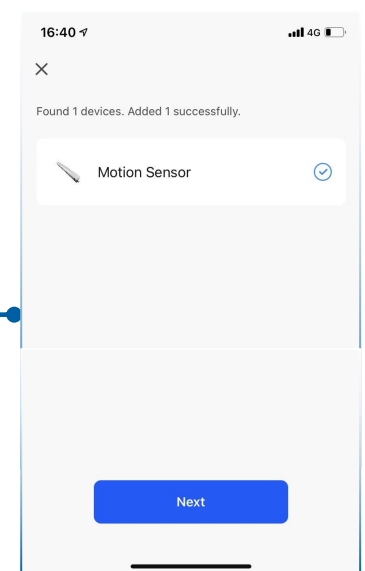 16:40
4G
Found 1 devices. Added 1 successfully.
Motion Sensor
Next